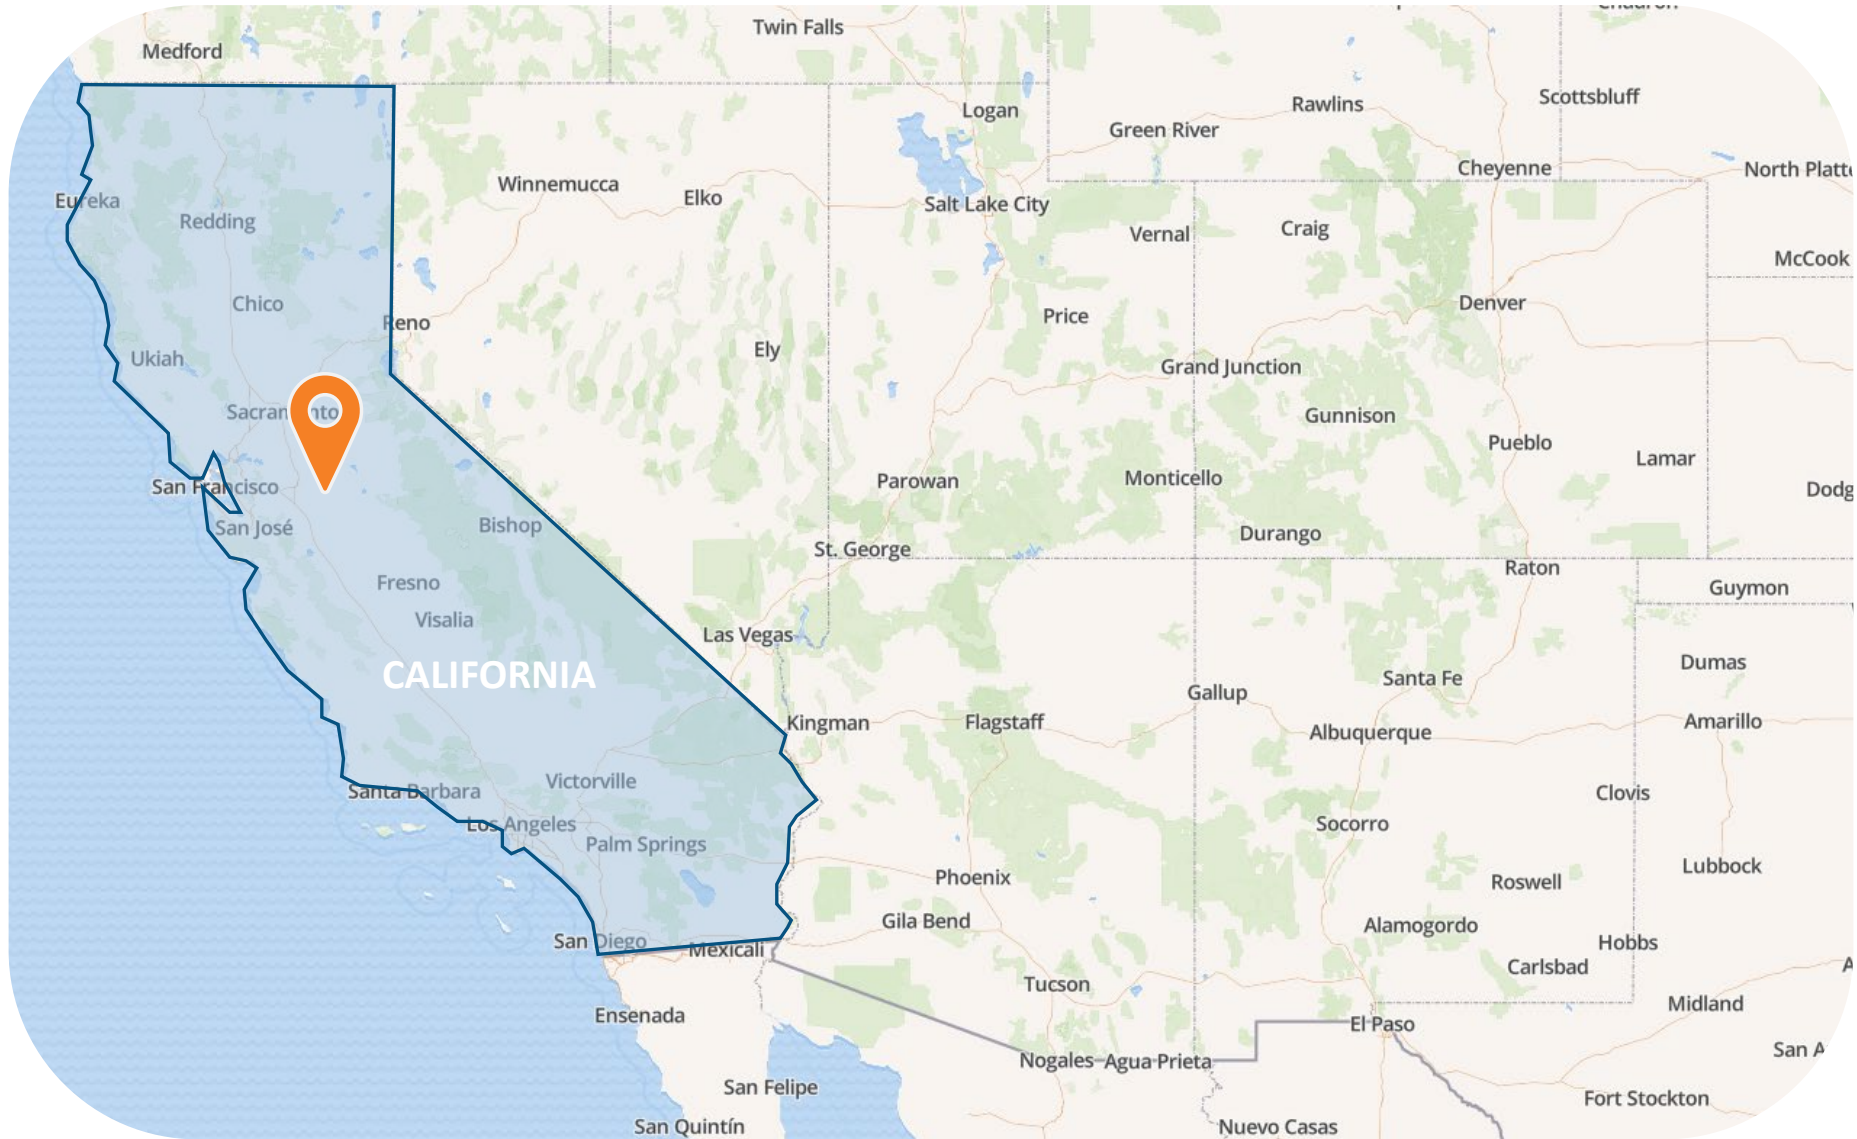 Twin Falls
Medford
Logan
Rawlins
Scottsbluff
Green River
Cheyenne
North Platt
Winnemucca
Elko
Eureka
Salt Lake City
Redding
Vernal
Craig
McCook
Chico
Denver
Price
Reno
Ely
Ukiah
Grand Junction
Sacram nto
Gunnison
Pueblo
Lamar
Parowan
Monticello
San Francisco
Dodg
Bishop
San José
Durango
St. George
Raton
Fresno
Guymon
Visalia
Las Vegas
Dumas
CALIFORNIA
Santa Fe
Gallup
Kingman
Flagstaff
Amarillo
Albuquerque
Victorville
Santa Barbara
Clovis
Los Angeles
Socorro
Palm Springs
Lubbock
Phoenix
Roswell
Gila Bend
Alamogordo
San Diego
Hobbs
Mexicali
Carlsbad
A
Tucson
Midland
Ensenada
El Paso
San A
Nogales
Agua Prieta
San Felipe
Fort Stockton
San Quintín
Nuevo Casas